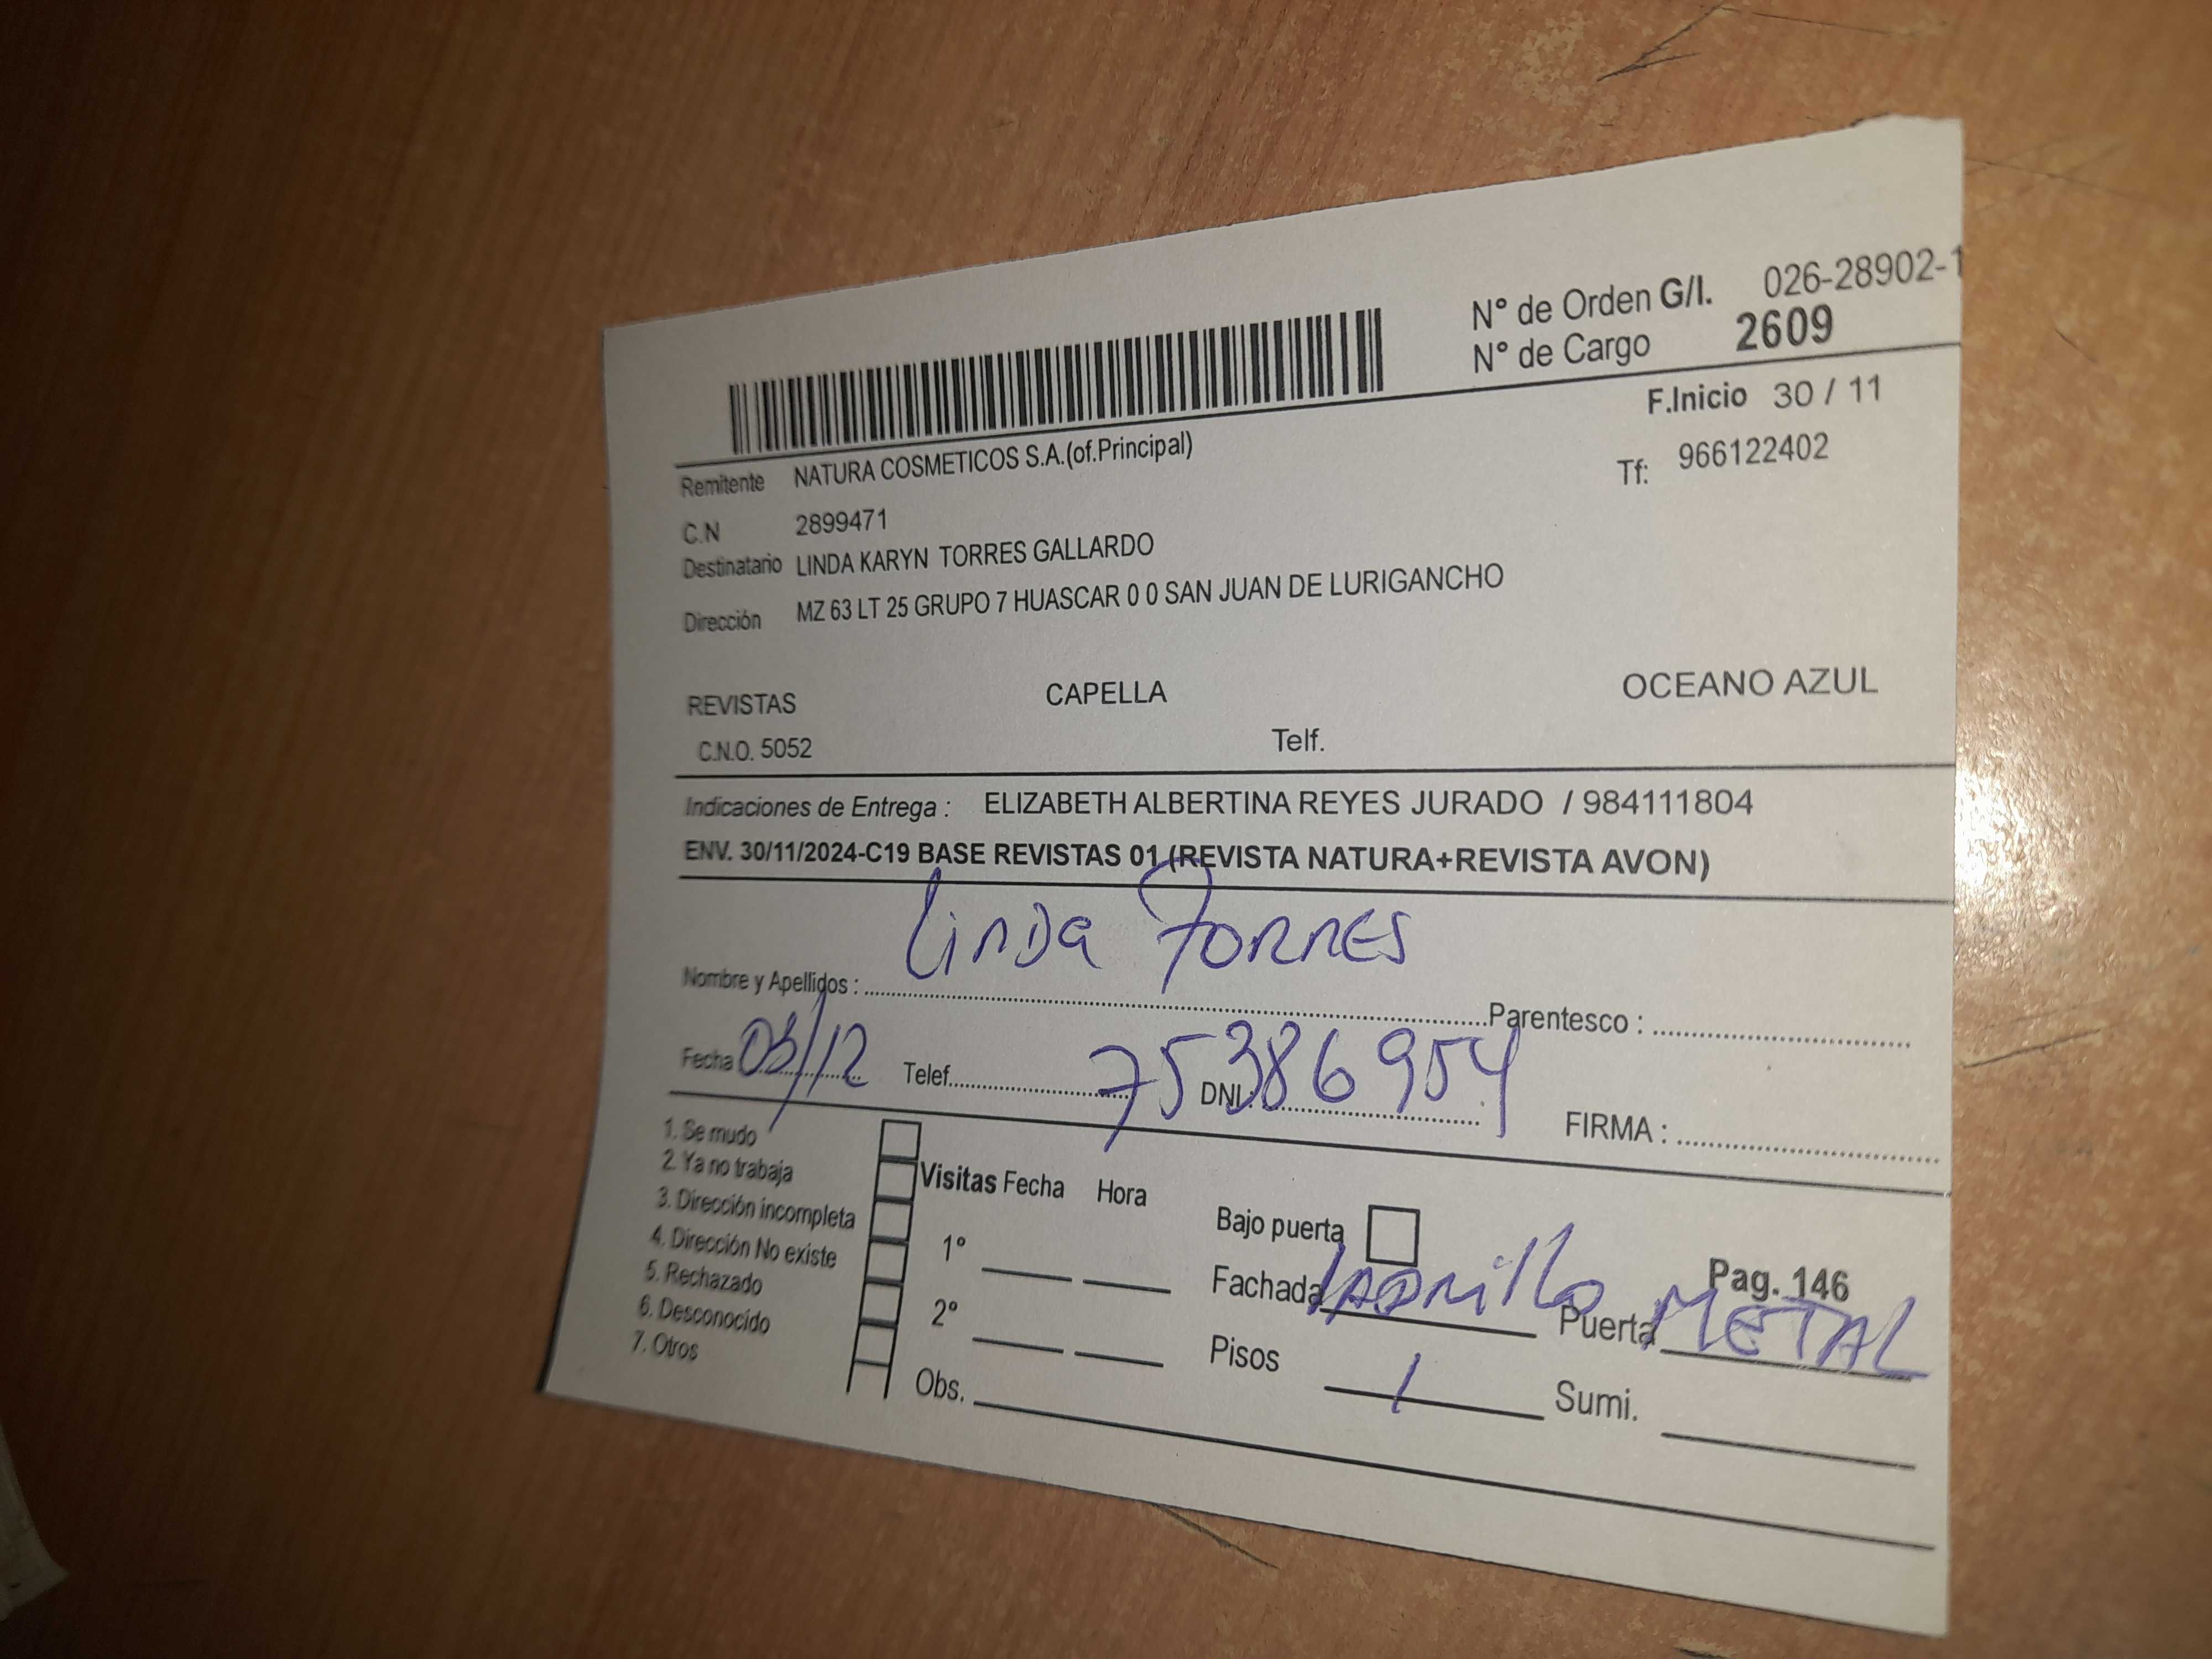 N° de Orden G/I. 026-28902-1
N° de Cargo 2609
F.Inicio 30 / 11
Remitente NATURA COSMETICOS S.A.(of.Principal)
Tf: 966122402
C.N 2899471
Destinatario LINDA KARYN TORRES GALLARDO
Dirección MZ 63 LT 25 GRUPO 7 HUASCAR 0 0 SAN JUAN DE LURIGANCHO
REVISTAS CAPELLA OCEANO AZUL
C.N.O. 5052 Telf.
Indicaciones de Entrega : ELIZABETH ALBERTINA REYES JURADO / 984111804
ENV. 30/11/2024-C19 BASE REVISTAS 01 (REVISTA NATURA+REVISTA AVON)
Nombre y Apellidos : Linda Torres Parentesco :
Fecha 03/12 Telef. DNI: 75386954 FIRMA :
1. Se mudo
2. Ya no trabaja
3. Dirección incompleta
4. Dirección No existe
5. Rechazado
6. Desconocido
7. Otros
Visitas Fecha Hora
1°
2°
Obs.
Bajo puerta
Pag. 146
Fachada ladrillo Puerta METAL
Pisos 1 Sumi.